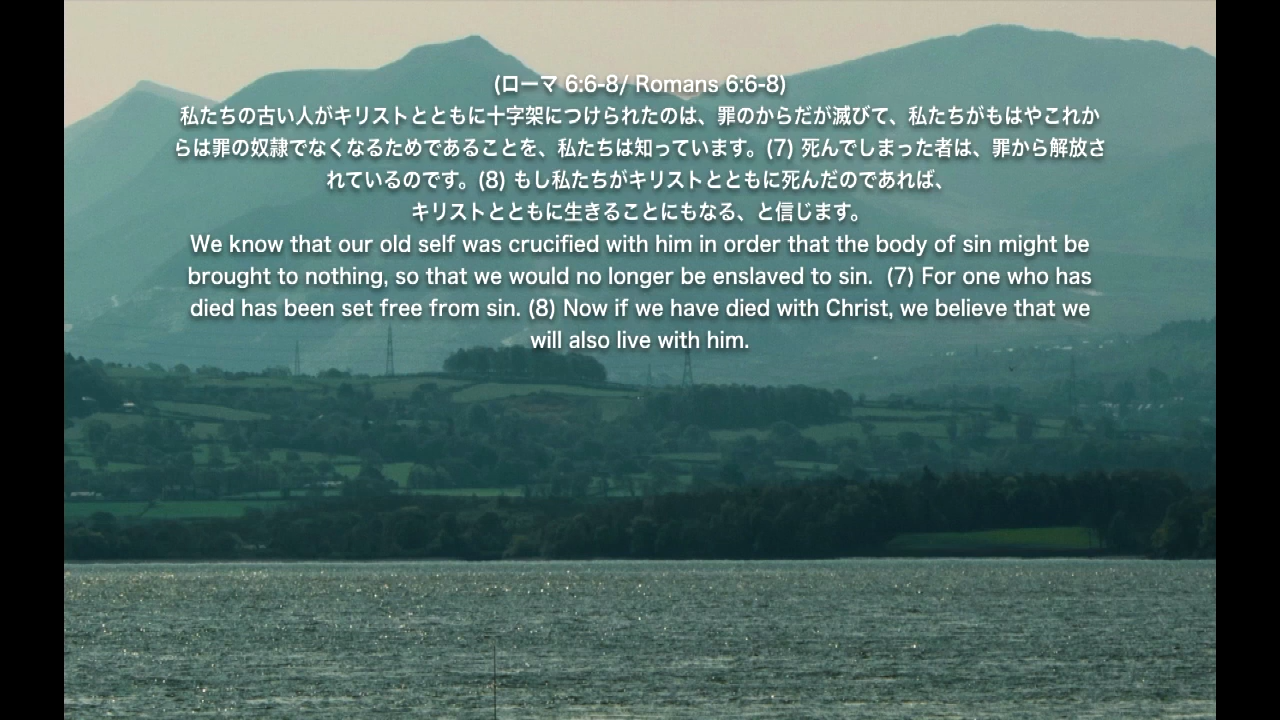 (ローマ 6:6-8/ Romans 6:6-8)
私たちの古い人がキリストとともに十字架につけられたのは、罪のからだが滅びて、私たちがもはやこれか
らは罪の奴隷でなくなるためであることを、私たちは知っています。(7) 死んでしまった者は、罪から解放さ
れているのです。(8) もし私たちがキリストとともに死んだのであれば、
キリストとともに生きることにもなる、と信じます。
We know that our old self was crucified with him in order that the body of sin might be
brought to nothing, so that we would no longer be enslaved to sin.  (7) For one who has
died has been set free from sin. (8) Now if we have died with Christ, we believe that we
will also live with him.